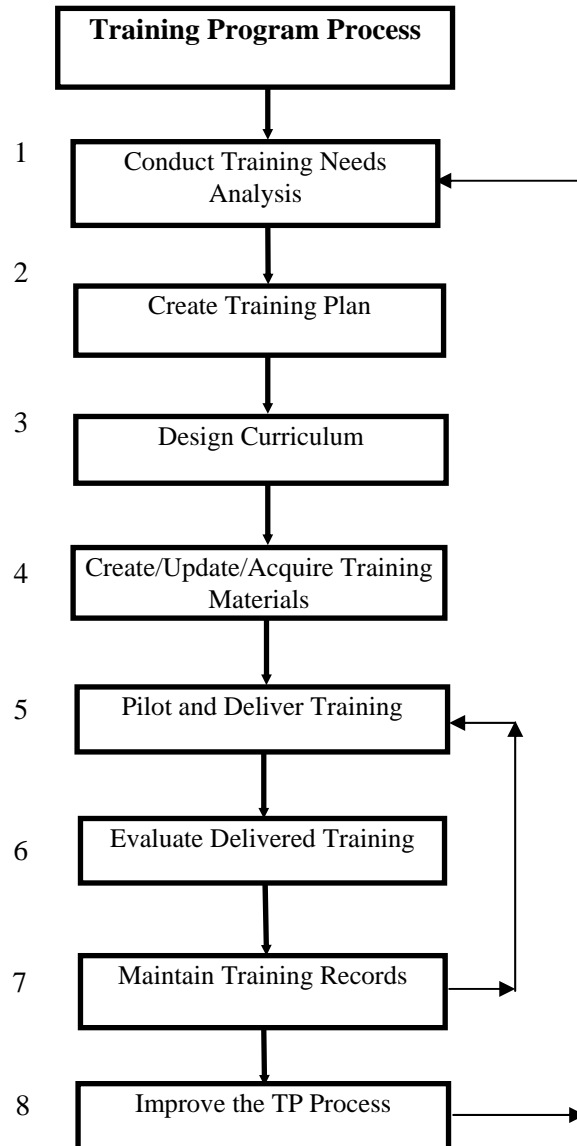 Training Program Process
1
Conduct Training Needs
Analysis
2
Create Training Plan
3
Design Curriculum
4
Create/Update/Acquire Training
Materials
5
Pilot and Deliver Training
6
Evaluate Delivered Training
7
Maintain Training Records
8
Improve the TP Process